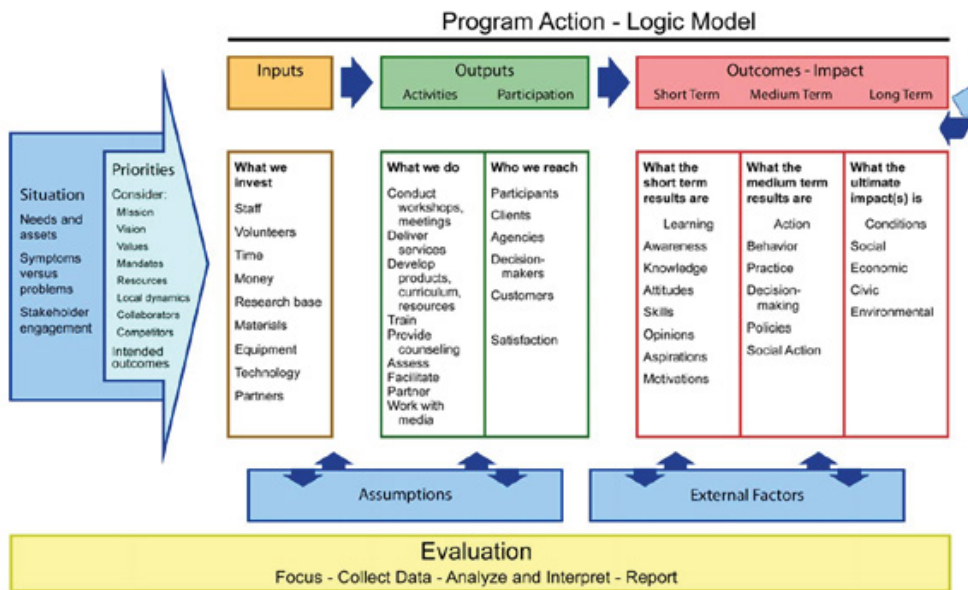 Program Action - Logic Model
Inputs
Outputs
Activities Participation
Outcomes - Impact
Short Term Medium Term Long Term
Situation
Needs and
assets
Symptoms
versus
problems
Stakeholder
engagement
Priorities
Consider:
Mission
Vision
Values
Mandates
Resources
Local dynamics
Collaborators
Competitors
Intended
outcomes
What we
invest
Staff
Volunteers
Time
Money
Research base
Materials
Equipment
Technology
Partners
What we do
Conduct
workshops,
meetings
Deliver
services
Develop
products,
curriculum,
resources
Train
Provide
counseling
Assess
Facilitate
Partner
Work with
media
Who we reach
Participants
Clients
Agencies
Decision-
makers
Customers
Satisfaction
What the
short term
results are
Learning
Awareness
Knowledge
Attitudes
Skills
Opinions
Aspirations
Motivations
What the
medium term
results are
Action
Behavior
Practice
Decision-
making
Policies
Social Action
What the
ultimate
impact(s) is
Conditions
Social
Economic
Civic
Environmental
Assumptions
External Factors
Evaluation
Focus - Collect Data - Analyze and Interpret - Report